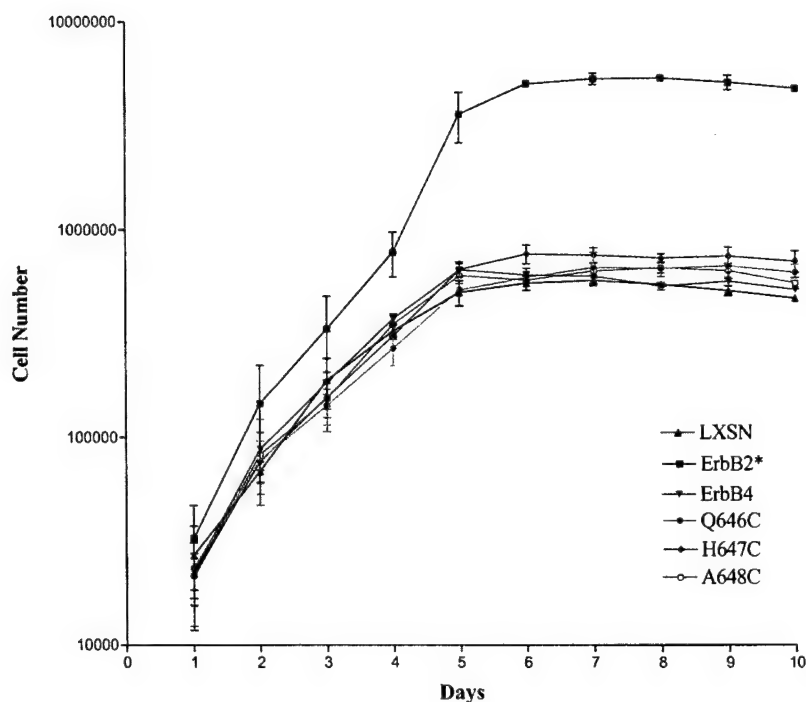 10000000
1000000
100000
10000
Cell Number
0 1 2 3 4 5 6 7 8 9 10
Days
LXSN
ErbB2*
ErbB4
Q646C
H647C
A648C